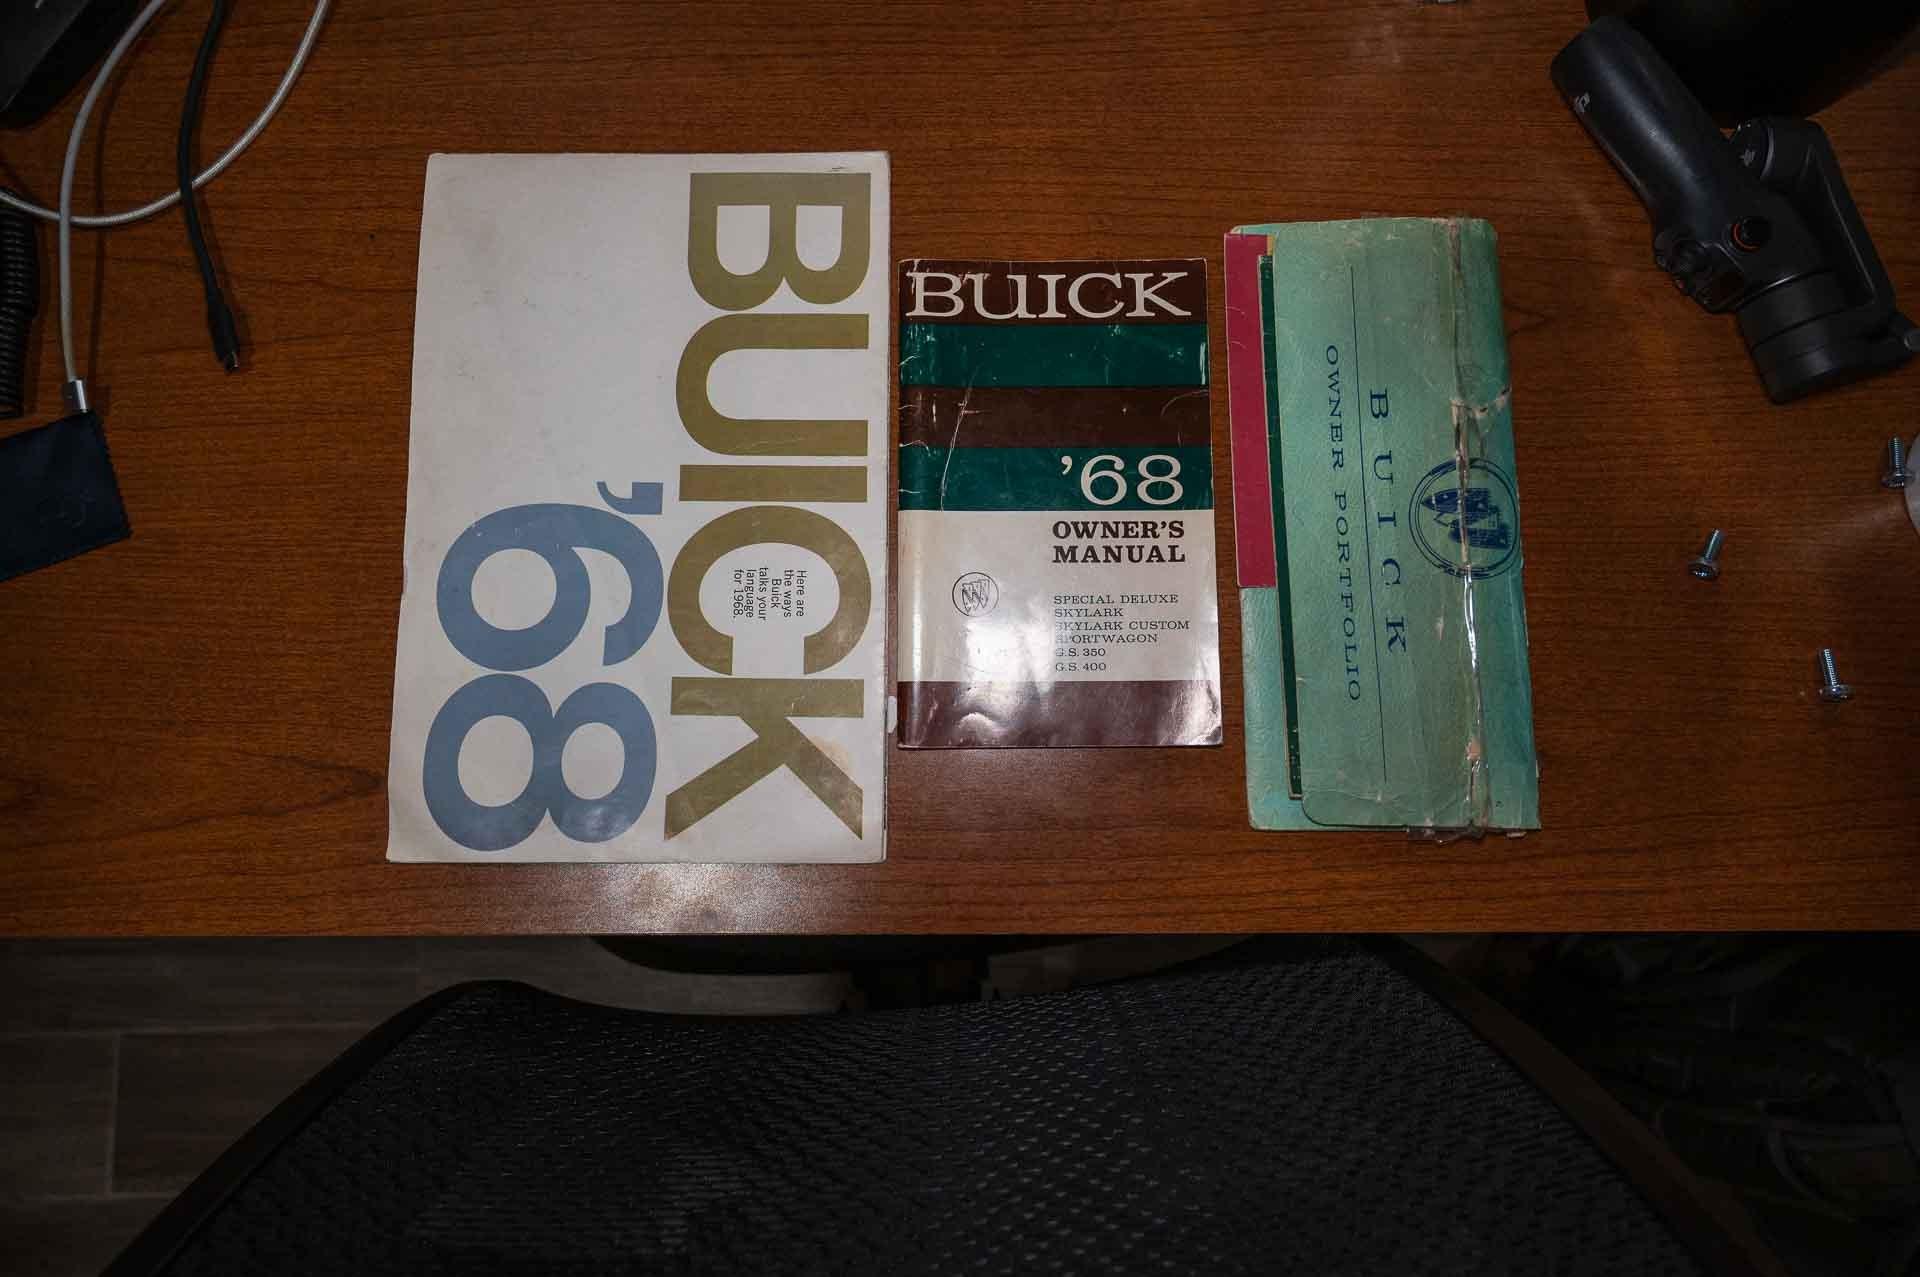 BUICK
'68
Here are
the ways
Buick
talks your
language
for 1968.
BUICK
'68
OWNER'S
MANUAL
SPECIAL DELUXE
SKYLARK
SKYLARK CUSTOM
SPORTWAGON
G.S. 350
G.S. 400
BUICK
OWNER PORTFOLIO